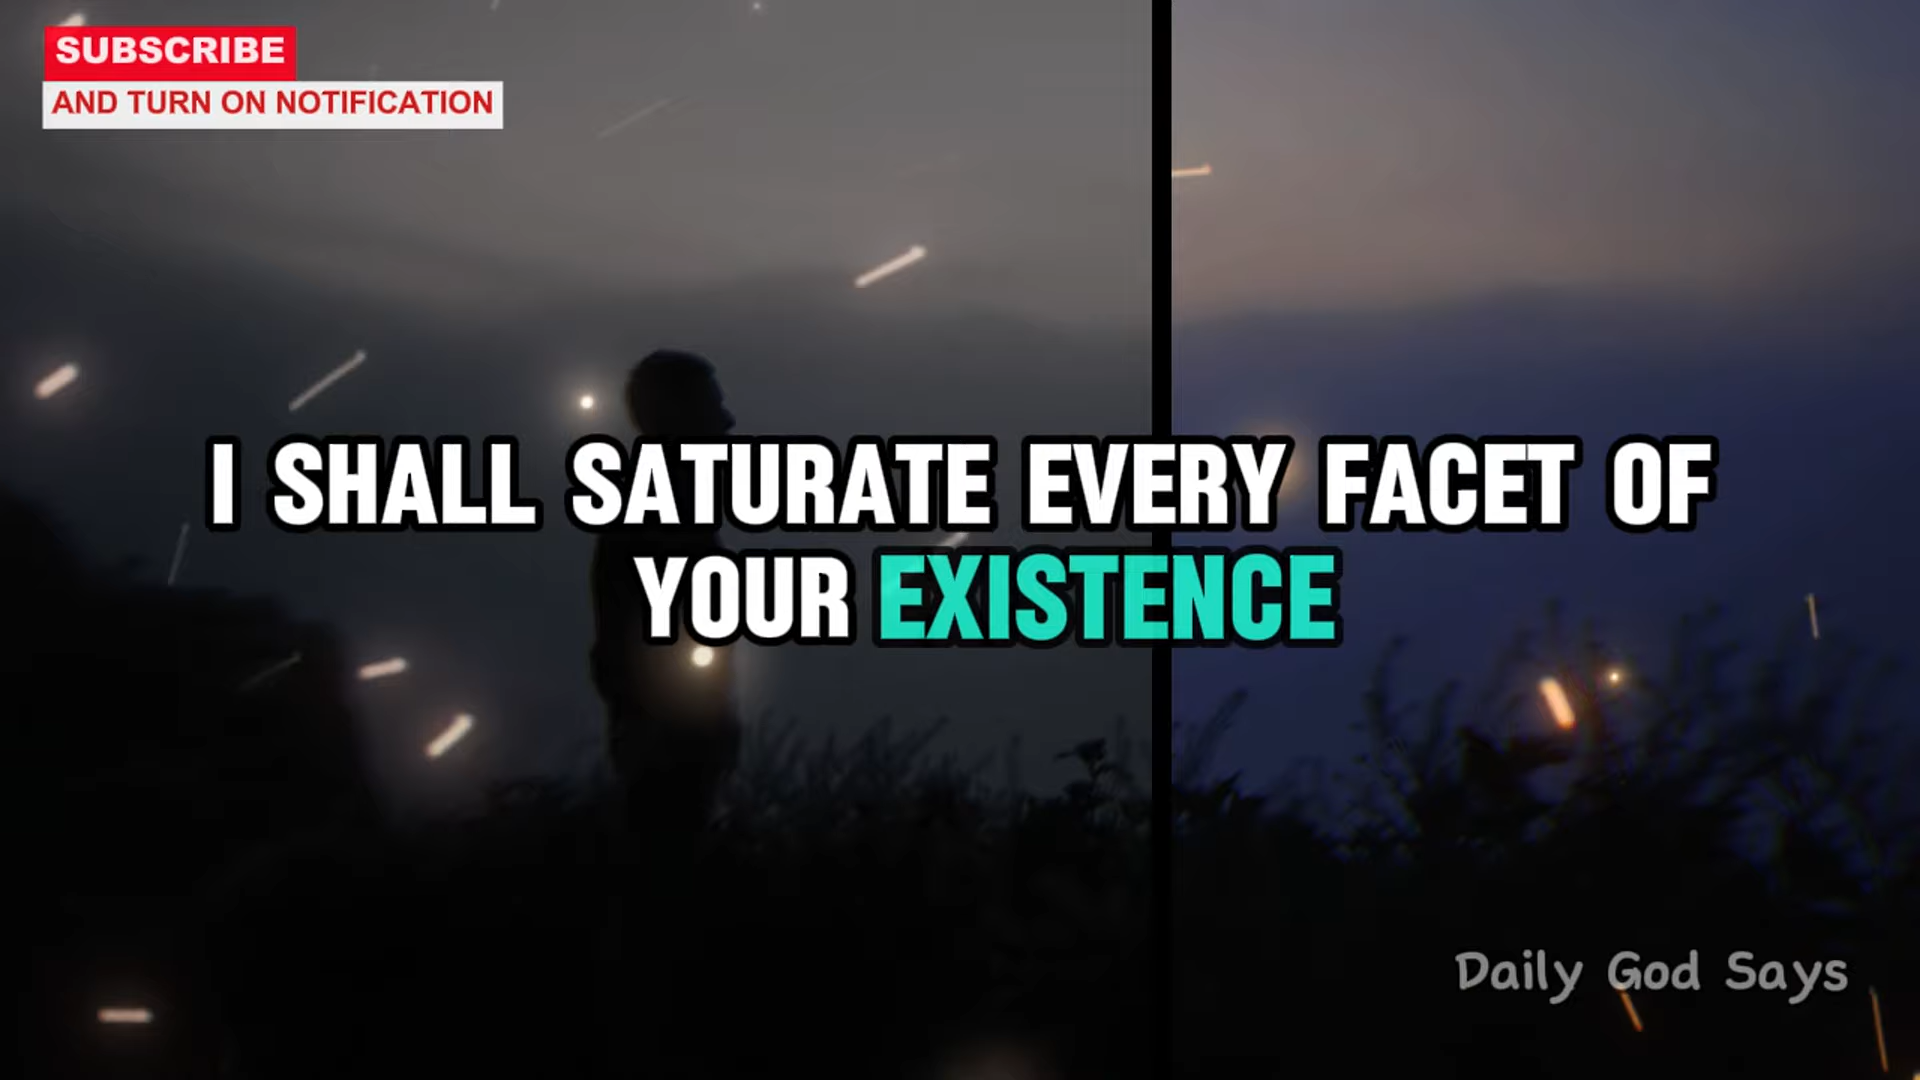 SUBSCRIBE
AND TURN ON NOTIFICATION
I SHALL SATURATE EVERY FACET OF
YOUR EXISTENCE
Daily God Says